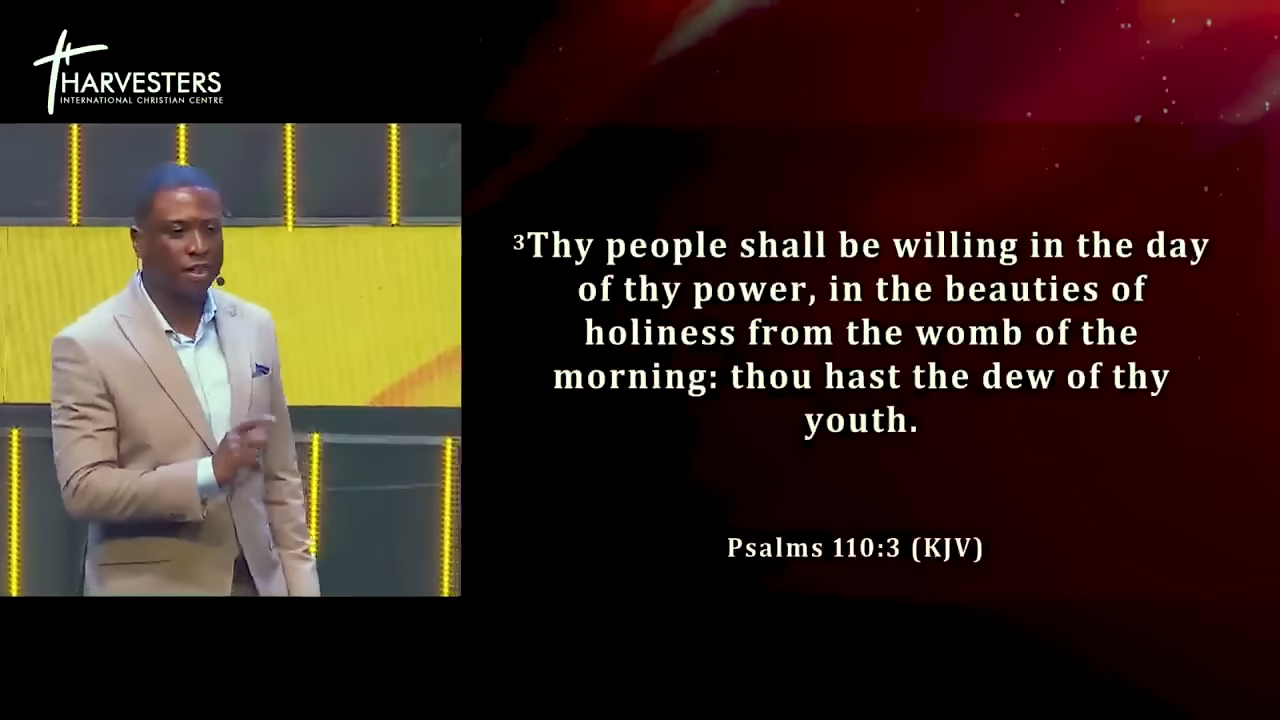 HARVESTERS
INTERNATIONAL CHRISTIAN CENTRE
³Thy people shall be willing in the day
of thy power, in the beauties of
holiness from the womb of the
morning: thou hast the dew of thy
youth.
Psalms 110:3 (KJV)